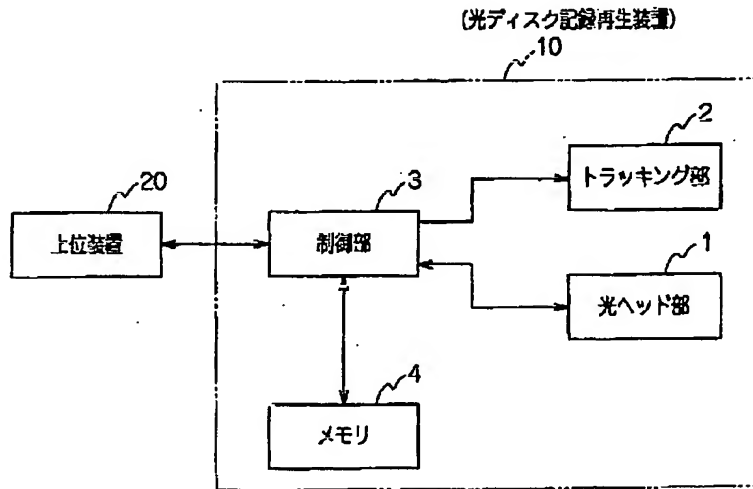 (光ディスク記録再生装置)
10
2
トラッキング部
20
上位装置
3
制御部
1
光ヘッド部
4
メモリ